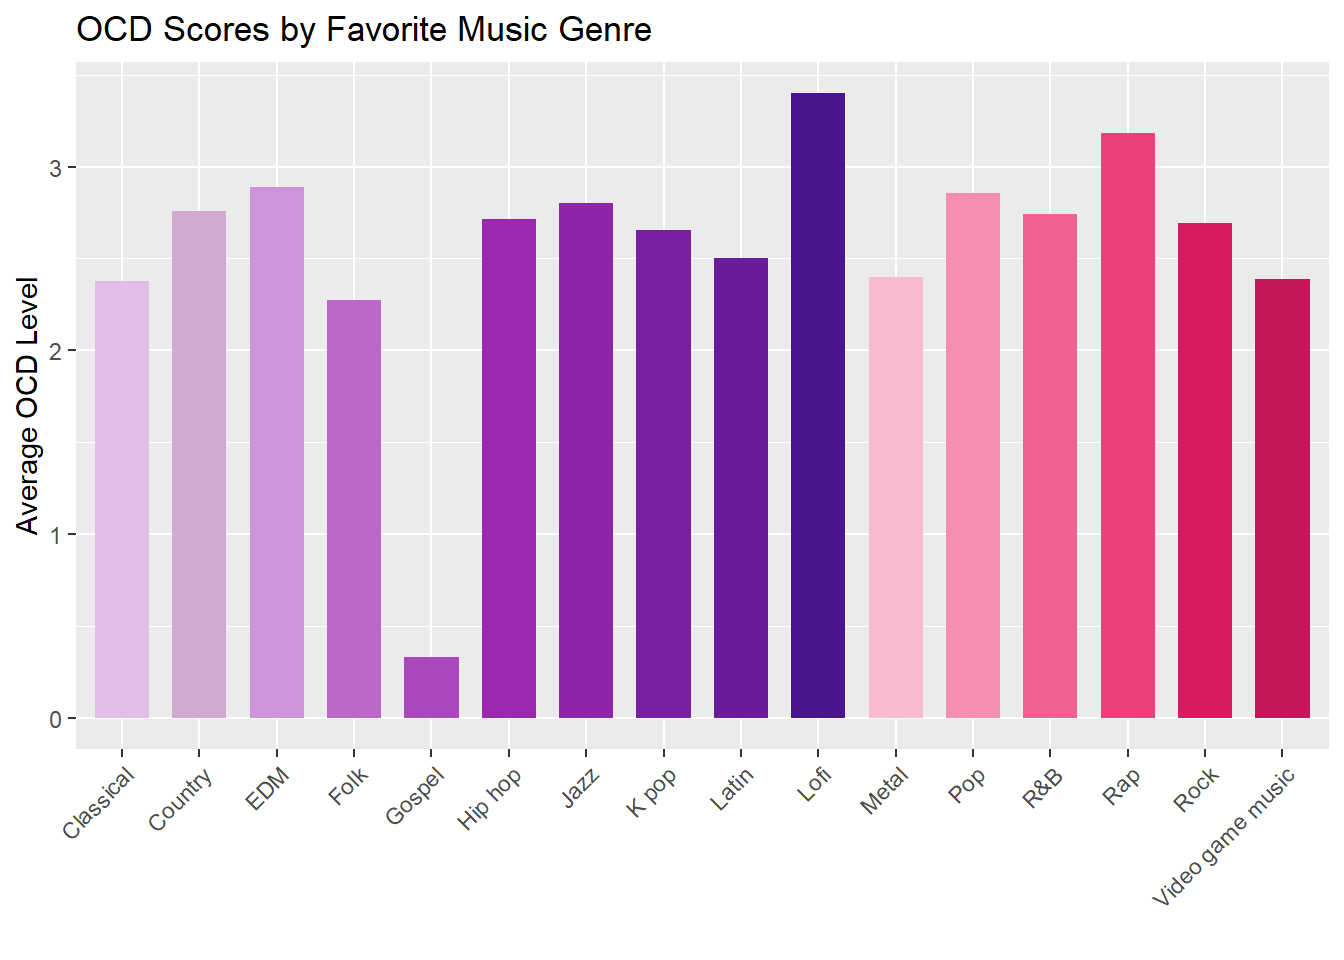 OCD Scores by Favorite Music Genre
Average OCD Level
3
2
1
0
Classical
Country
EDM
Folk
Gospel
Hip hop
Jazz
K pop
Latin
Lofi
Metal
Pop
R&B
Rap
Rock
Video game music